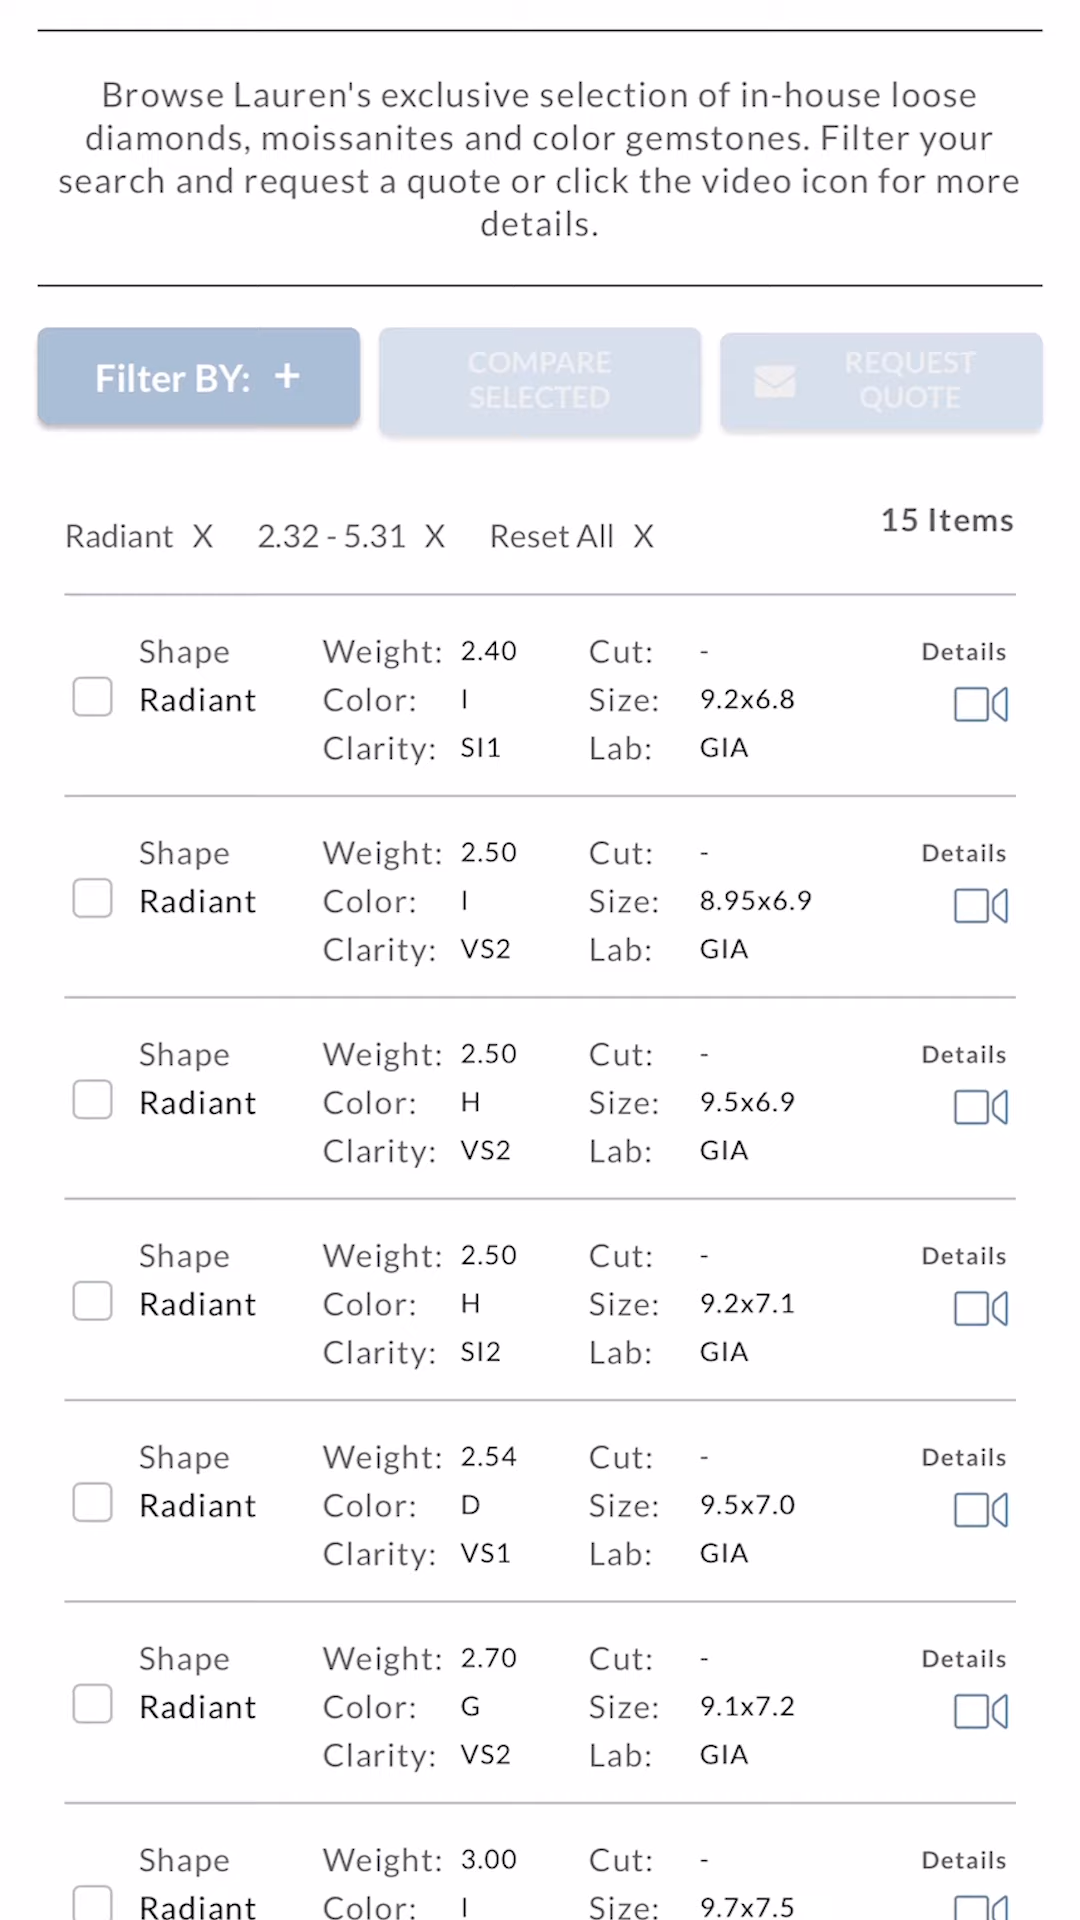 Browse Lauren's exclusive selection of in-house loose
diamonds, moissanites and color gemstones. Filter your
search and request a quote or click the video icon for more
details.
Filter BY: +
COMPARE
SELECTED
REQUEST
QUOTE
Radiant X 2.32 - 5.31 X Reset All X
15 Items
Shape Weight: 2.40 Cut: - Details
Radiant Color: I Size: 9.2x6.8
Clarity: SI1 Lab: GIA
Shape Weight: 2.50 Cut: - Details
Radiant Color: I Size: 8.95x6.9
Clarity: VS2 Lab: GIA
Shape Weight: 2.50 Cut: - Details
Radiant Color: H Size: 9.5x6.9
Clarity: VS2 Lab: GIA
Shape Weight: 2.50 Cut: - Details
Radiant Color: H Size: 9.2x7.1
Clarity: SI2 Lab: GIA
Shape Weight: 2.54 Cut: - Details
Radiant Color: D Size: 9.5x7.0
Clarity: VS1 Lab: GIA
Shape Weight: 2.70 Cut: - Details
Radiant Color: G Size: 9.1x7.2
Clarity: VS2 Lab: GIA
Shape Weight: 3.00 Cut: - Details
Radiant Color: I Size: 9.7x7.5